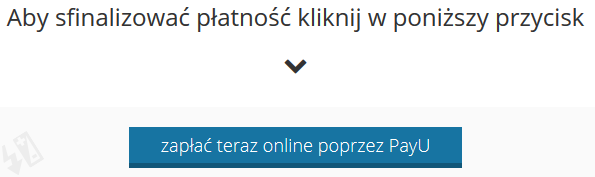 Aby sfinalizować płatność kliknij w poniższy przycisk
zapłać teraz online poprzez PayU